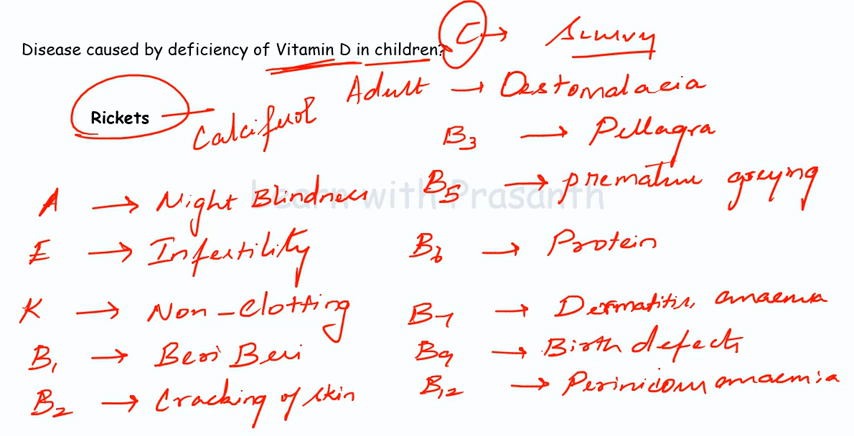 Disease caused by deficiency of Vitamin D in children?
C → Scurvy
Adult → Oestomalacia
Rickets
Calciferol
B3 → Pellagra
Learn with Prasanth
A → Night Blindness
B5 → premature greying
E → Infertility
B6 → Protein
K → Non-Clotting
B7 → Dermatitis, anaemia
B1 → Beri Beri
B9 → Birth defects
B2 → Cracking of skin
B12 → Perinicious anaemia